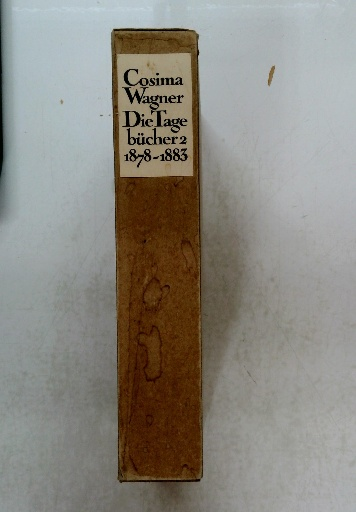 Cosima
Wagner
Die Tage
bücher 2
1878-1883